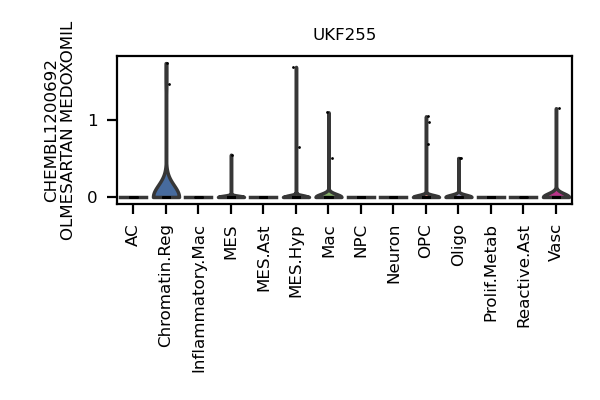 UKF255
CHEMBL1200692
OLMESARTAN MEDOXOMIL
1
0
AC
Chromatin.Reg
Inflammatory.Mac
MES
MES.Ast
MES.Hyp
Mac
NPC
Neuron
OPC
Oligo
Prolif.Metab
Reactive.Ast
Vasc